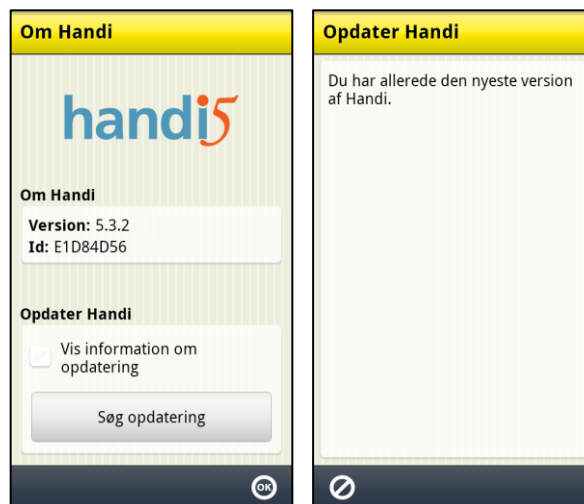 Om Handi
handi5
Om Handi
Version: 5.3.2
Id: E1D84D56
Opdater Handi
Vis information om
opdatering
Søg opdatering
OK
Opdater Handi
Du har allerede den nyeste version
af Handi.